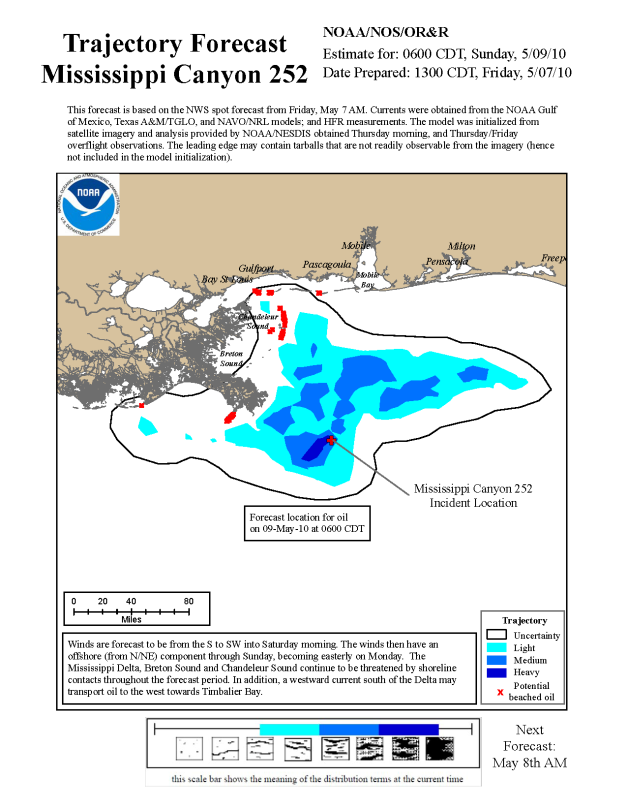 Trajectory Forecast
Mississippi Canyon 252
NOAA/NOS/OR&R
Estimate for: 0600 CDT, Sunday, 5/09/10
Date Prepared: 1300 CDT, Friday, 5/07/10
This forecast is based on the NWS spot forecast from Friday, May 7 AM. Currents were obtained from the NOAA Gulf
of Mexico, Texas A&M/TGLO, and NAVO/NRL models; and HFR measurements. The model was initialized from
satellite imagery and analysis provided by NOAA/NESDIS obtained Thursday morning, and Thursday/Friday
overflight observations. The leading edge may contain tarballs that are not readily observable from the imagery (hence
not included in the model initialization).
NATIONAL OCEANIC AND ATMOSPHERIC ADMINISTRATION
NOAA
U.S. DEPARTMENT OF COMMERCE
Mobile
Milton
Pensacola
Freep
Pascagoula
Gulfport
Bay St Louis
Mobile
Bay
Chandeleur
Sound
Breton
Sound
Mississippi Canyon 252
Incident Location
Forecast location for oil
on 09-May-10 at 0600 CDT
0 20 40 80
Miles
Winds are forecast to be from the S to SW into Saturday morning. The winds then have an
offshore (from N/NE) component through Sunday, becoming easterly on Monday. The
Mississippi Delta, Breton Sound and Chandeleur Sound continue to be threatened by shoreline
contacts throughout the forecast period. In addition, a westward current south of the Delta may
transport oil to the west towards Timbalier Bay.
Trajectory
Uncertainty
Light
Medium
Heavy
x Potential
beached oil
this scale bar shows the meaning of the distribution terms at the current time
Next
Forecast:
May 8th AM